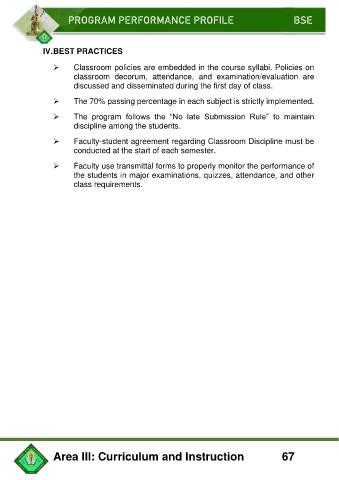 PROGRAM PERFORMANCE PROFILE BSE
IV.BEST PRACTICES
➢ Classroom policies are embedded in the course syllabi. Policies on
classroom decorum, attendance, and examination/evaluation are
discussed and disseminated during the first day of class.
➢ The 70% passing percentage in each subject is strictly implemented.
➢ The program follows the “No late Submission Rule” to maintain
discipline among the students.
➢ Faculty-student agreement regarding Classroom Discipline must be
conducted at the start of each semester.
➢ Faculty use transmittal forms to properly monitor the performance of
the students in major examinations, quizzes, attendance, and other
class requirements.
Area III: Curriculum and Instruction 67